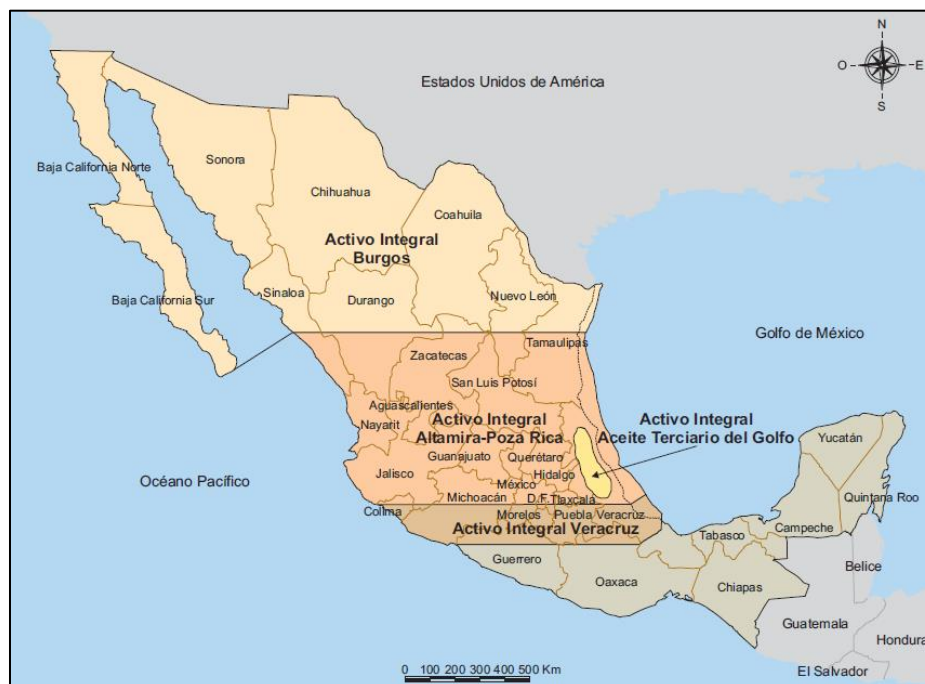 N
O
E
S
Estados Unidos de América
Baja California Norte
Sonora
Chihuahua
Coahuila
Activo Integral
Burgos
Baja California Sur
Sinaloa
Durango
Nuevo León
Golfo de México
Tamaulipas
Zacatecas
San Luis Potosí
Aguascalientes
Nayarit
Activo Integral
Altamira-Poza Rica
Activo Integral
Aceite Terciario del Golfo
Guanajuato
Querétaro
Hidalgo
Jalisco
México
Michoacán
D.F.
Tlaxcala
Océano Pacífico
Colima
Morelos
Puebla
Veracruz
Activo Integral Veracruz
Yucatán
Quintana Roo
Campeche
Tabasco
Guerrero
Oaxaca
Chiapas
Belice
Guatemala
Hondura
El Salvador
0 100 200 300 400 500 Km